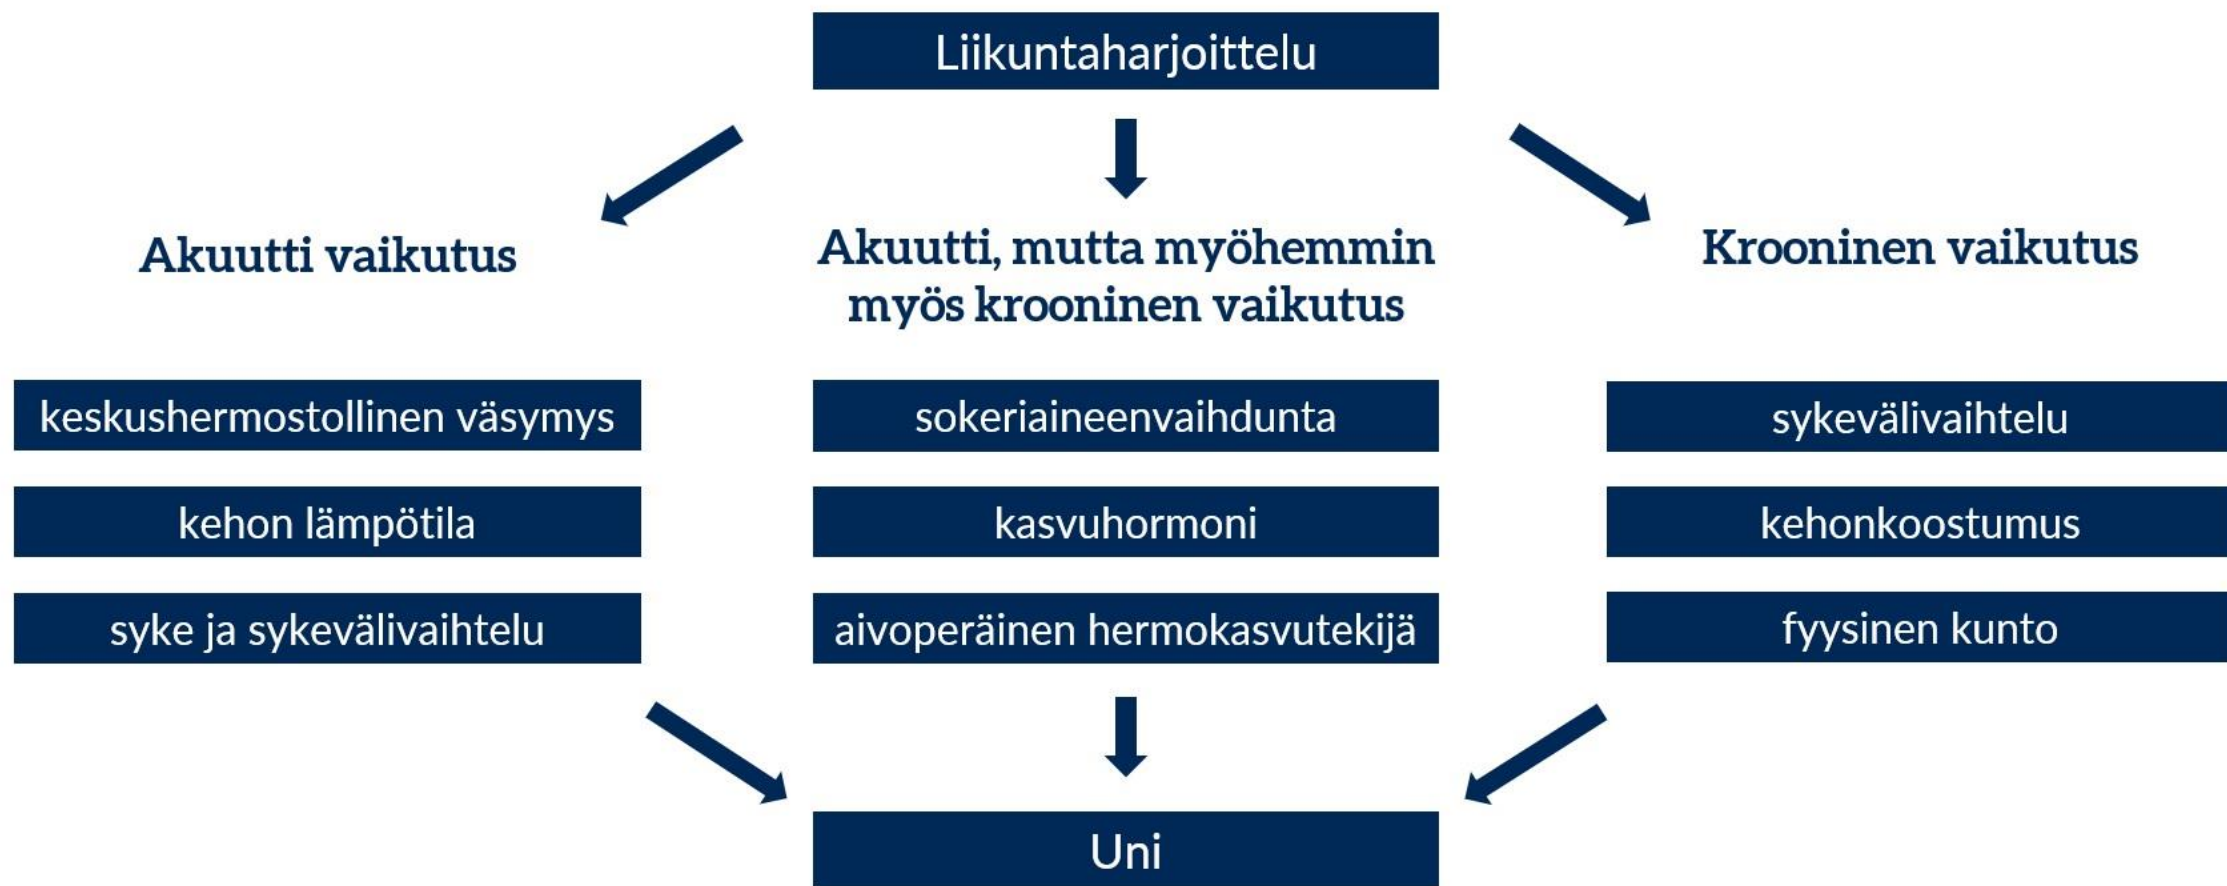 Liikuntaharjoittelu
Akuutti vaikutus
keskushermostollinen väsymys
kehon lämpötila
syke ja sykevälivaihtelu
Akuutti, mutta myöhemmin
myös krooninen vaikutus
sokeriaineenvaihdunta
kasvuhormoni
aivoperäinen hermokasvutekijä
Krooninen vaikutus
sykevälivaihtelu
kehonkoostumus
fyysinen kunto
Uni